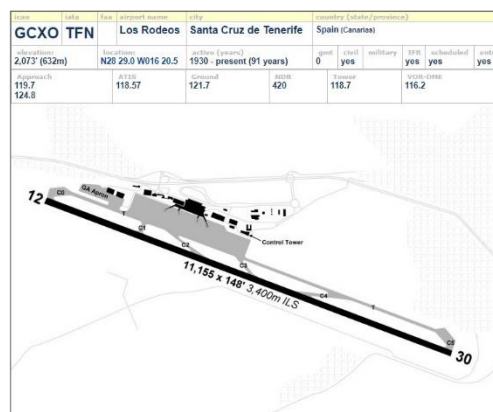 icao iata faa airport name city country (state/province)
GCXO TFN Los Rodeos Santa Cruz de Tenerife Spain (Canarias)
elevation: location: active (years) gmt civil military IFR scheduled
2,073' (632m) N28 29.0 W016 20.5 1930 - present (91 years) 0 yes yes yes yes
Approach ATIS Ground NDB Tower VOR-DME
119.7 118.57 121.7 420 118.7 116.2
124.8
C6
GA Apron
12
T
C1
C2
Control Tower
C3
11,155 x 148' 3,400m ILS
C4
T
C5
30